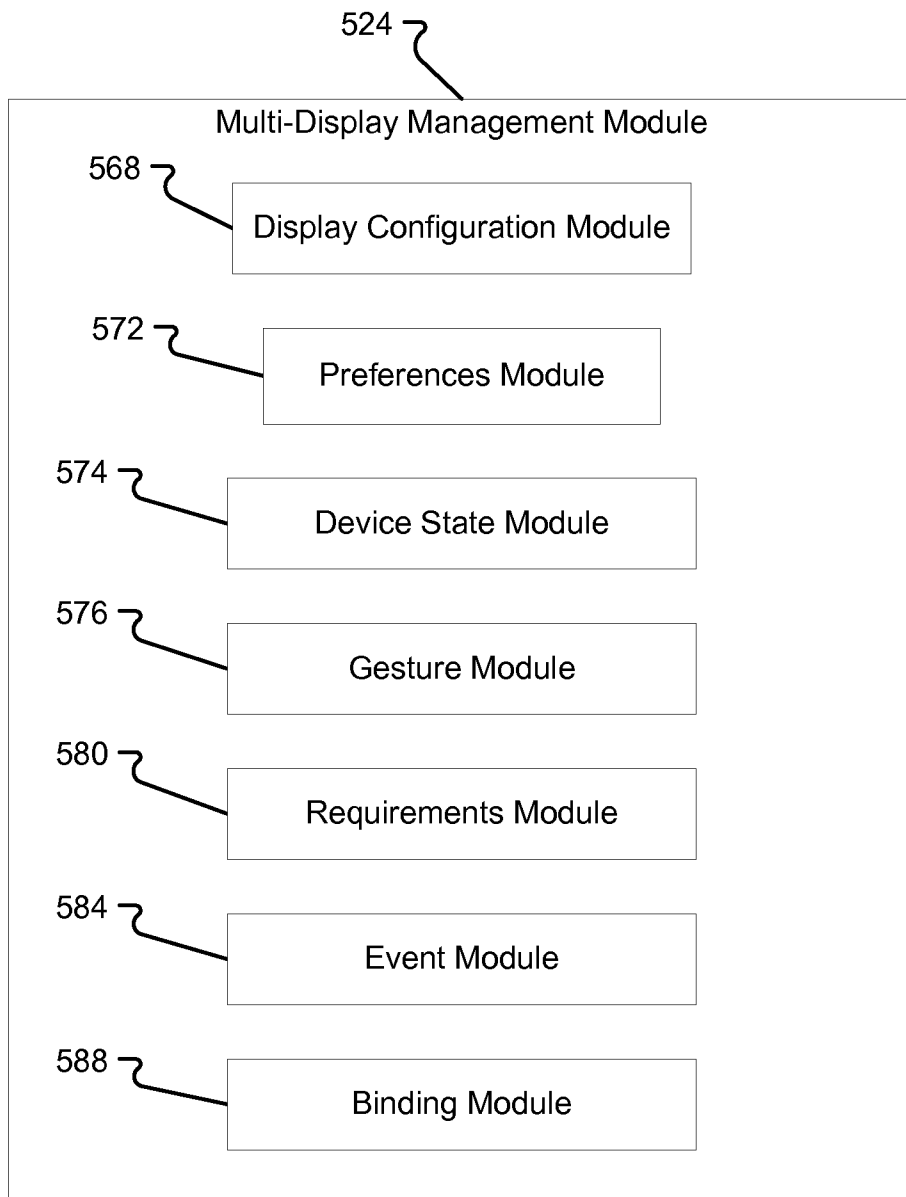 524
Multi-Display Management Module
568
Display Configuration Module
572
Preferences Module
574
Device State Module
576
Gesture Module
580
Requirements Module
584
Event Module
588
Binding Module